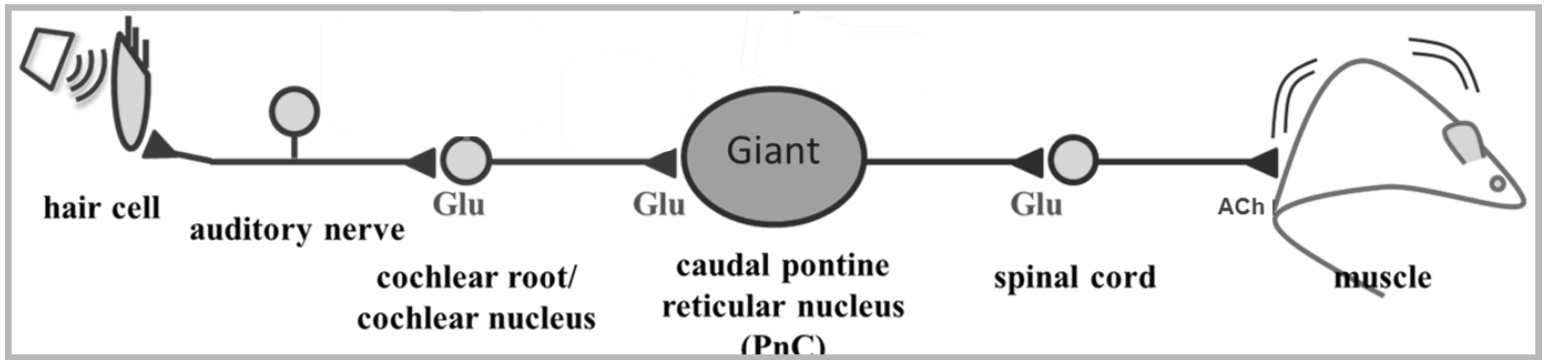 Giant
Glu
Glu
Glu
ACh
hair cell
auditory nerve
cochlear root/
cochlear nucleus
caudal pontine
reticular nucleus
(PnC)
spinal cord
muscle